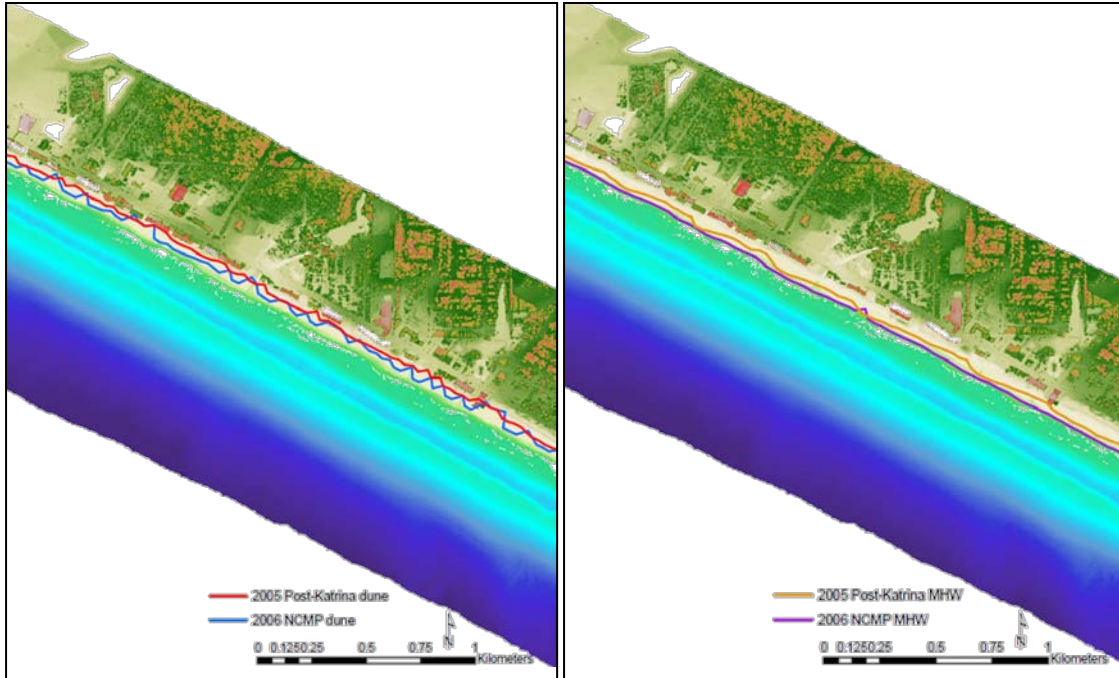 2005 Post-Katrina dune
2006 NCMP dune
N
0 0.1250.25 0.5 0.75 1
Kilometers
2005 Post-Katrina MHW
2006 NCMP MHW
N
0 0.1250.25 0.5 0.75 1
Kilometers